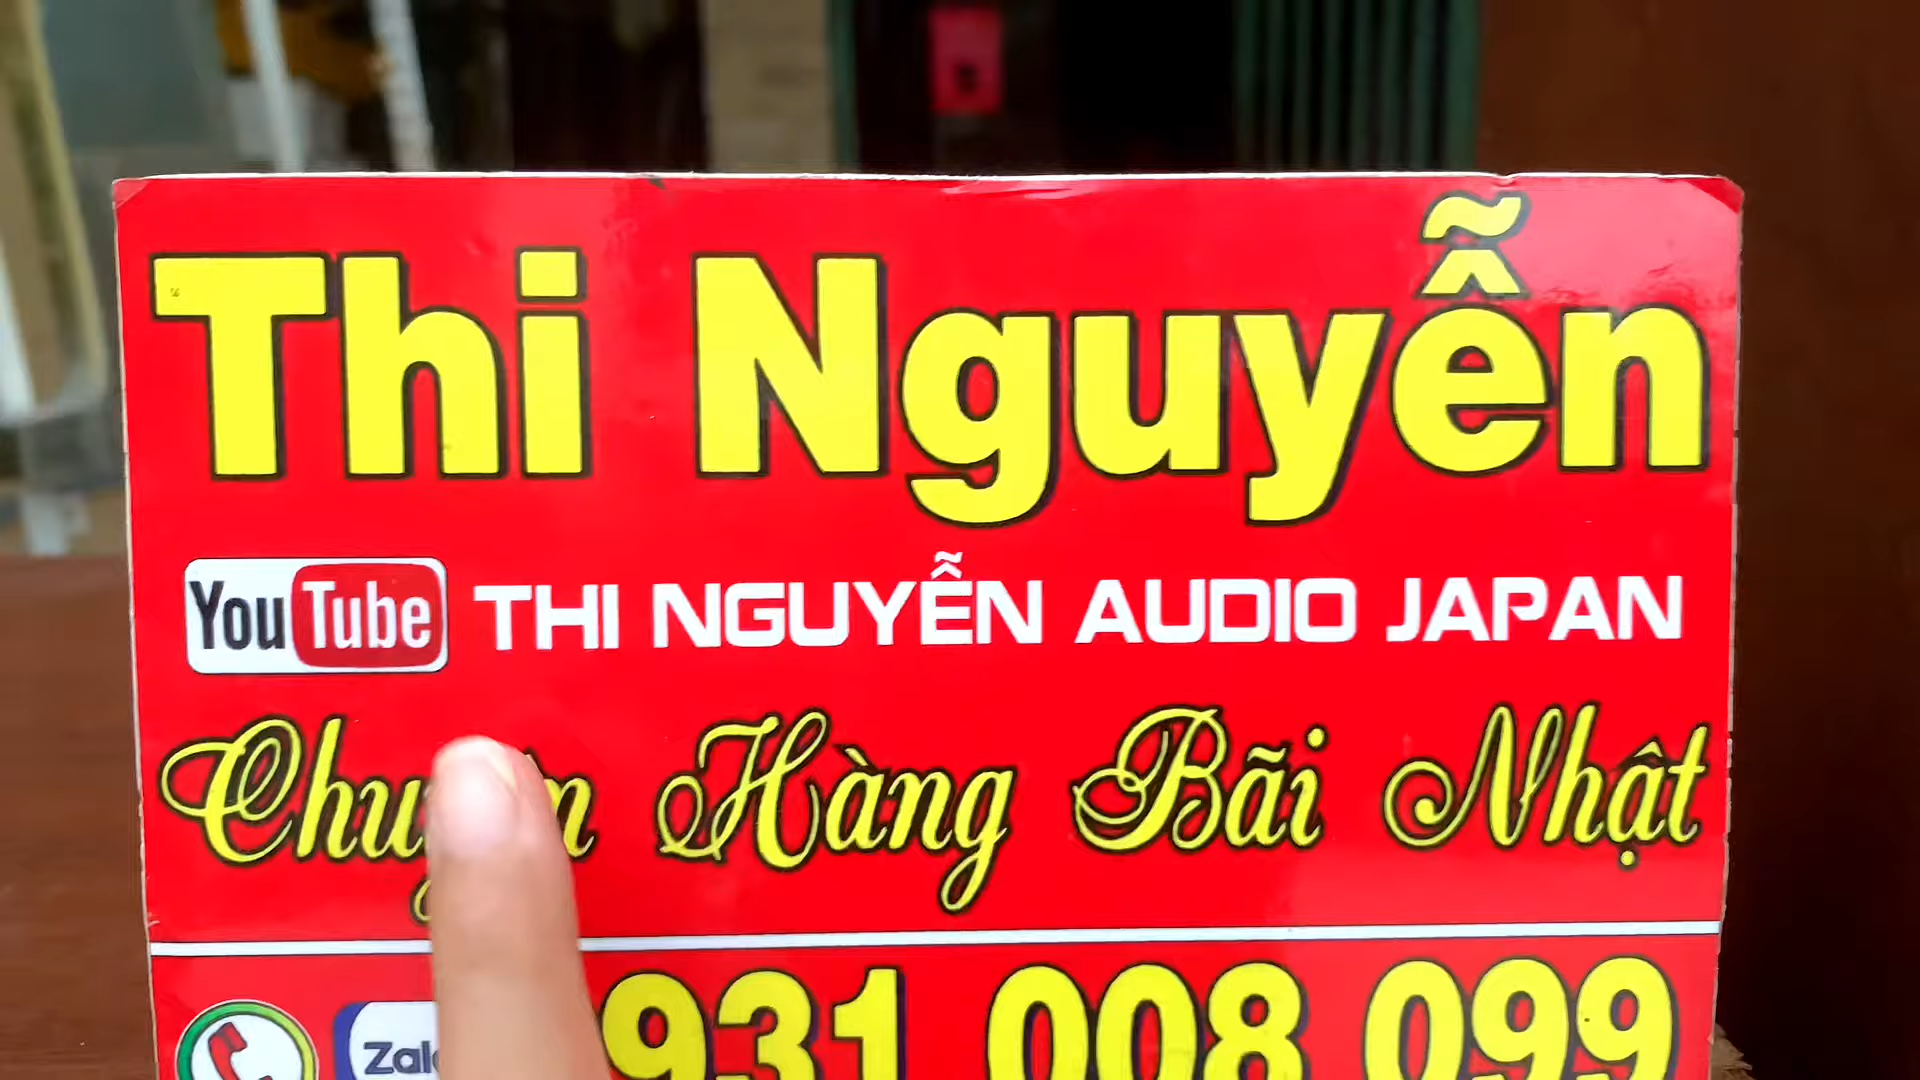 Thi Nguyễn
YouTube THI NGUYỄN AUDIO JAPAN
Hàng Bãi Nhật
931 008 099